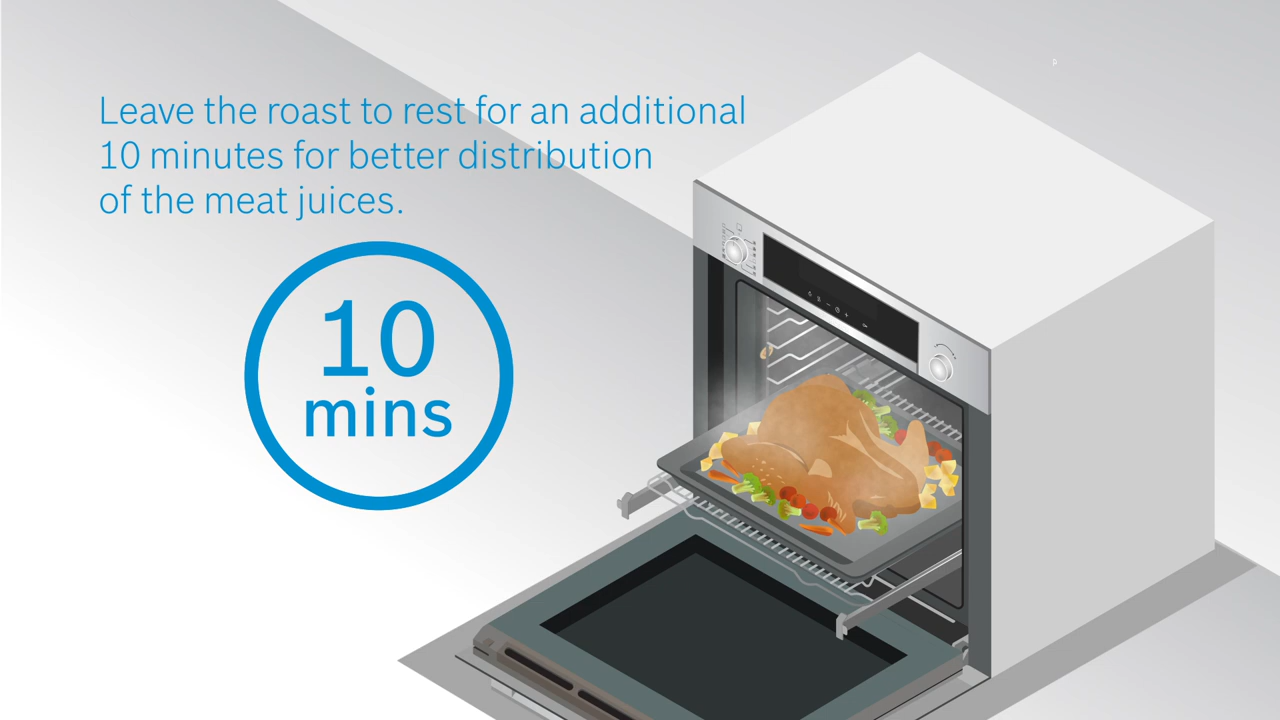 Leave the roast to rest for an additional
10 minutes for better distribution
of the meat juices.
10
mins